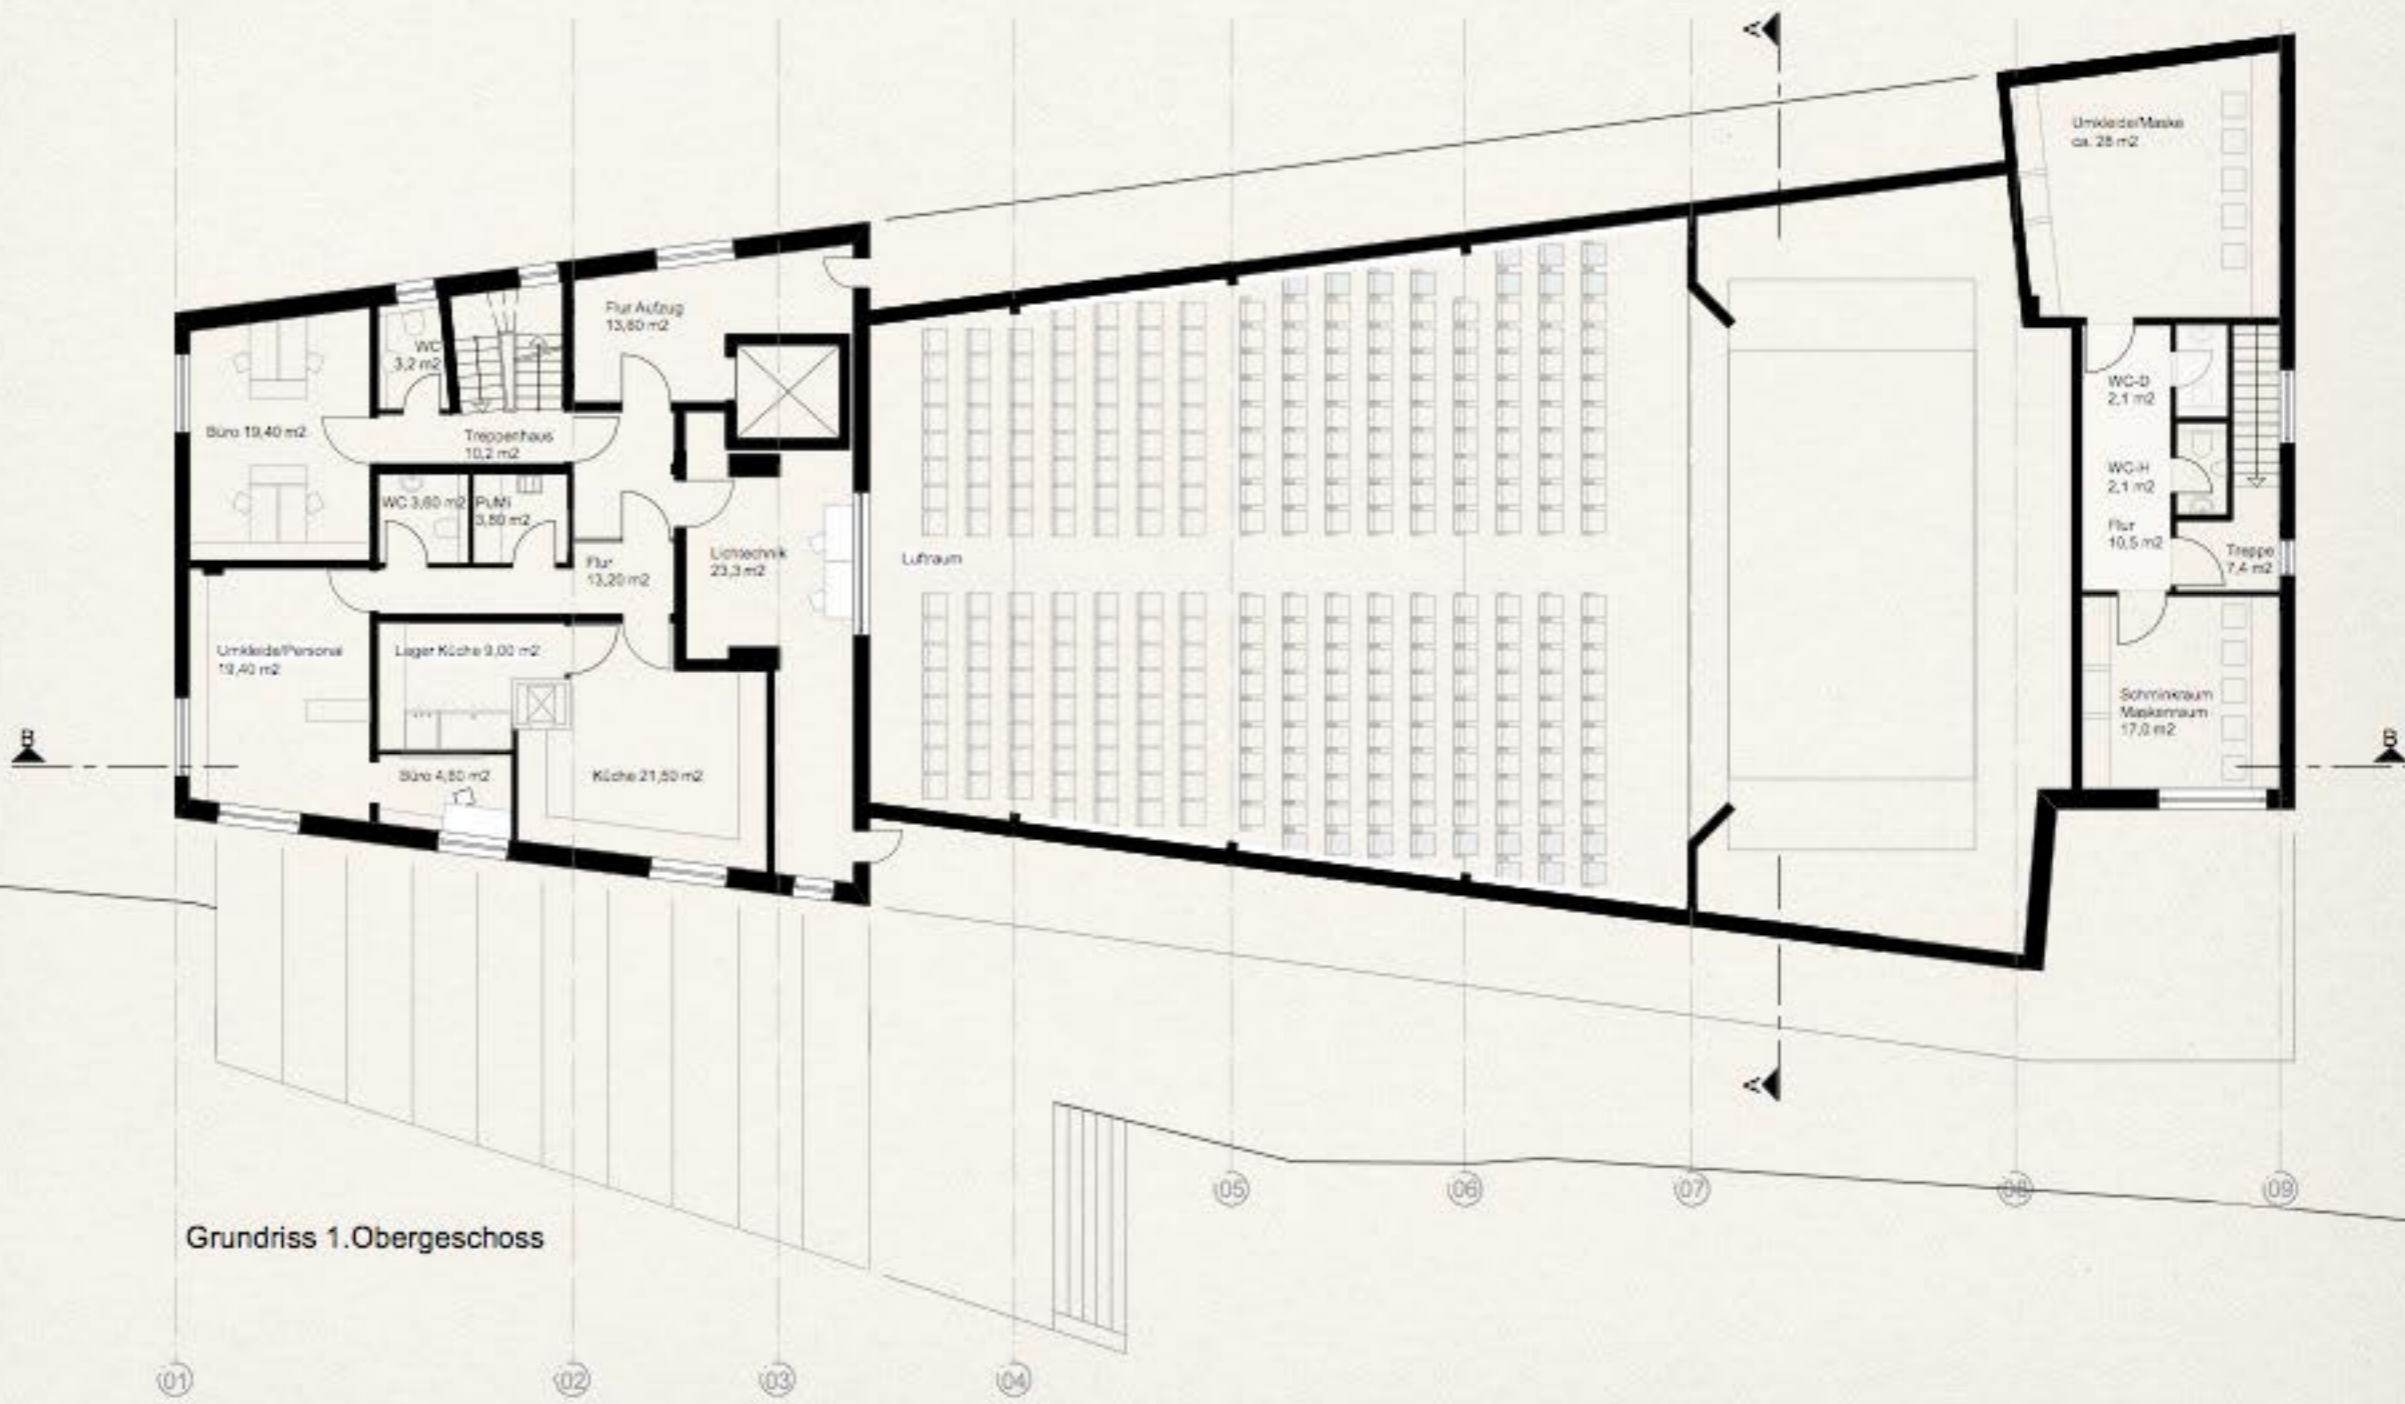 A
Umkleide/Maske
ca. 28 m2
Flur Aufzug
13,60 m2
WC
3,2 m2
Büro 19,40 m2
Treppenhaus
10,2 m2
WC-D
2,1 m2
WC-H
2,1 m2
WC 3,60 m2
PuMi
3,80 m2
Flur
10,5 m2
Treppe
7,4 m2
Flur
13,20 m2
Lichtechnik
23,3 m2
Luftraum
Umkleide/Personal
19,40 m2
Lager Küche 9,00 m2
Schminkraum
Maskenraum
17,0 m2
B
B
Büro 4,80 m2
Küche 21,50 m2
A
05
06
07
08
09
Grundriss 1.Obergeschoss
01
02
03
04